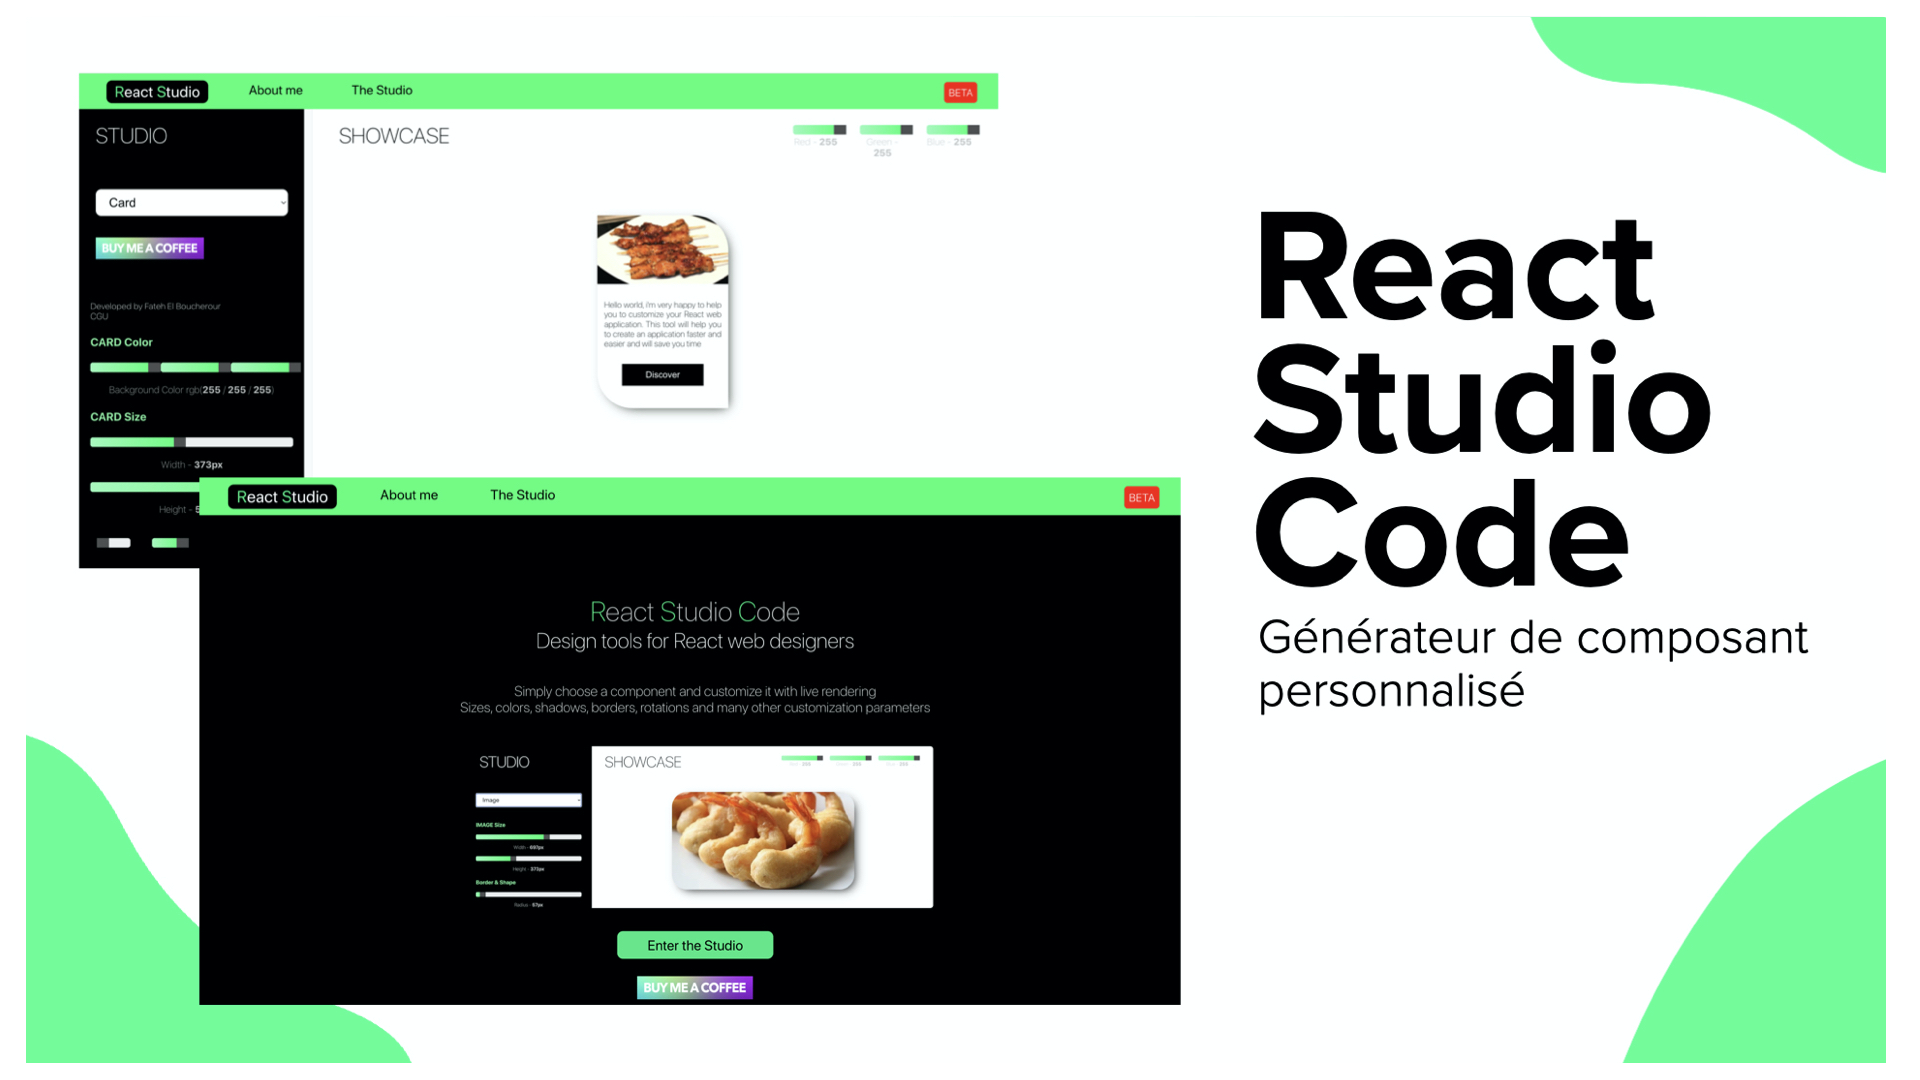 React Studio
About me
The Studio
BETA
STUDIO
SHOWCASE
Red - 255
Green -
255
Blue - 255
Card
BUY ME A COFFEE
Developed by Fateh El Boucherour
CGU
CARD Color
Background Color rgb(255 / 255 / 255)
CARD Size
Width - 373px
Height - 5
Hello world, i'm very happy to help
you to customize your React web
application. This tool will help you
to create an application faster and
easier and will save you time
Discover
React Studio
About me
The Studio
BETA
React Studio Code
Design tools for React web designers
Simply choose a component and customize it with live rendering
Sizes, colors, shadows, borders, rotations and many other customization parameters
STUDIO
SHOWCASE
Image
IMAGE Size
Width - 697px
Height - 373px
Border & Shape
Radius - 67px
Enter the Studio
BUY ME A COFFEE
React
Studio
Code
Générateur de composant
personnalisé